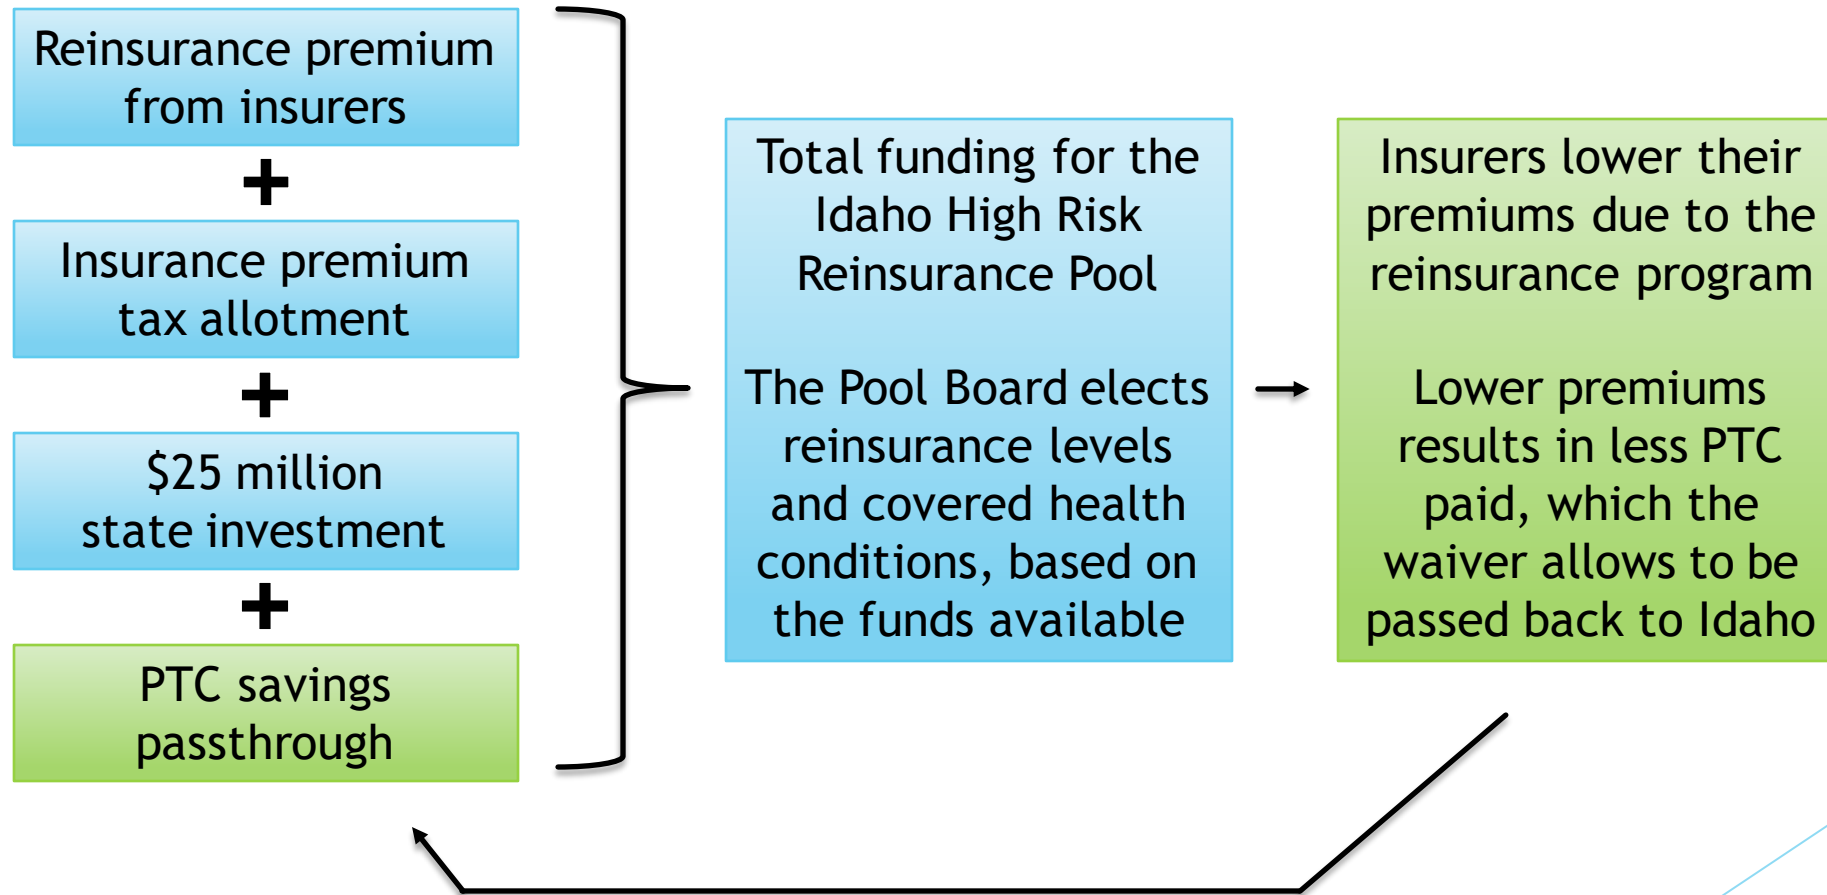 Reinsurance premium
from insurers
+
Insurance premium
tax allotment
+
$25 million
state investment
+
PTC savings
passthrough
Total funding for the
Idaho High Risk
Reinsurance Pool
The Pool Board elects
reinsurance levels
and covered health
conditions, based on
the funds available
Insurers lower their
premiums due to the
reinsurance program
Lower premiums
results in less PTC
paid, which the
waiver allows to be
passed back to Idaho